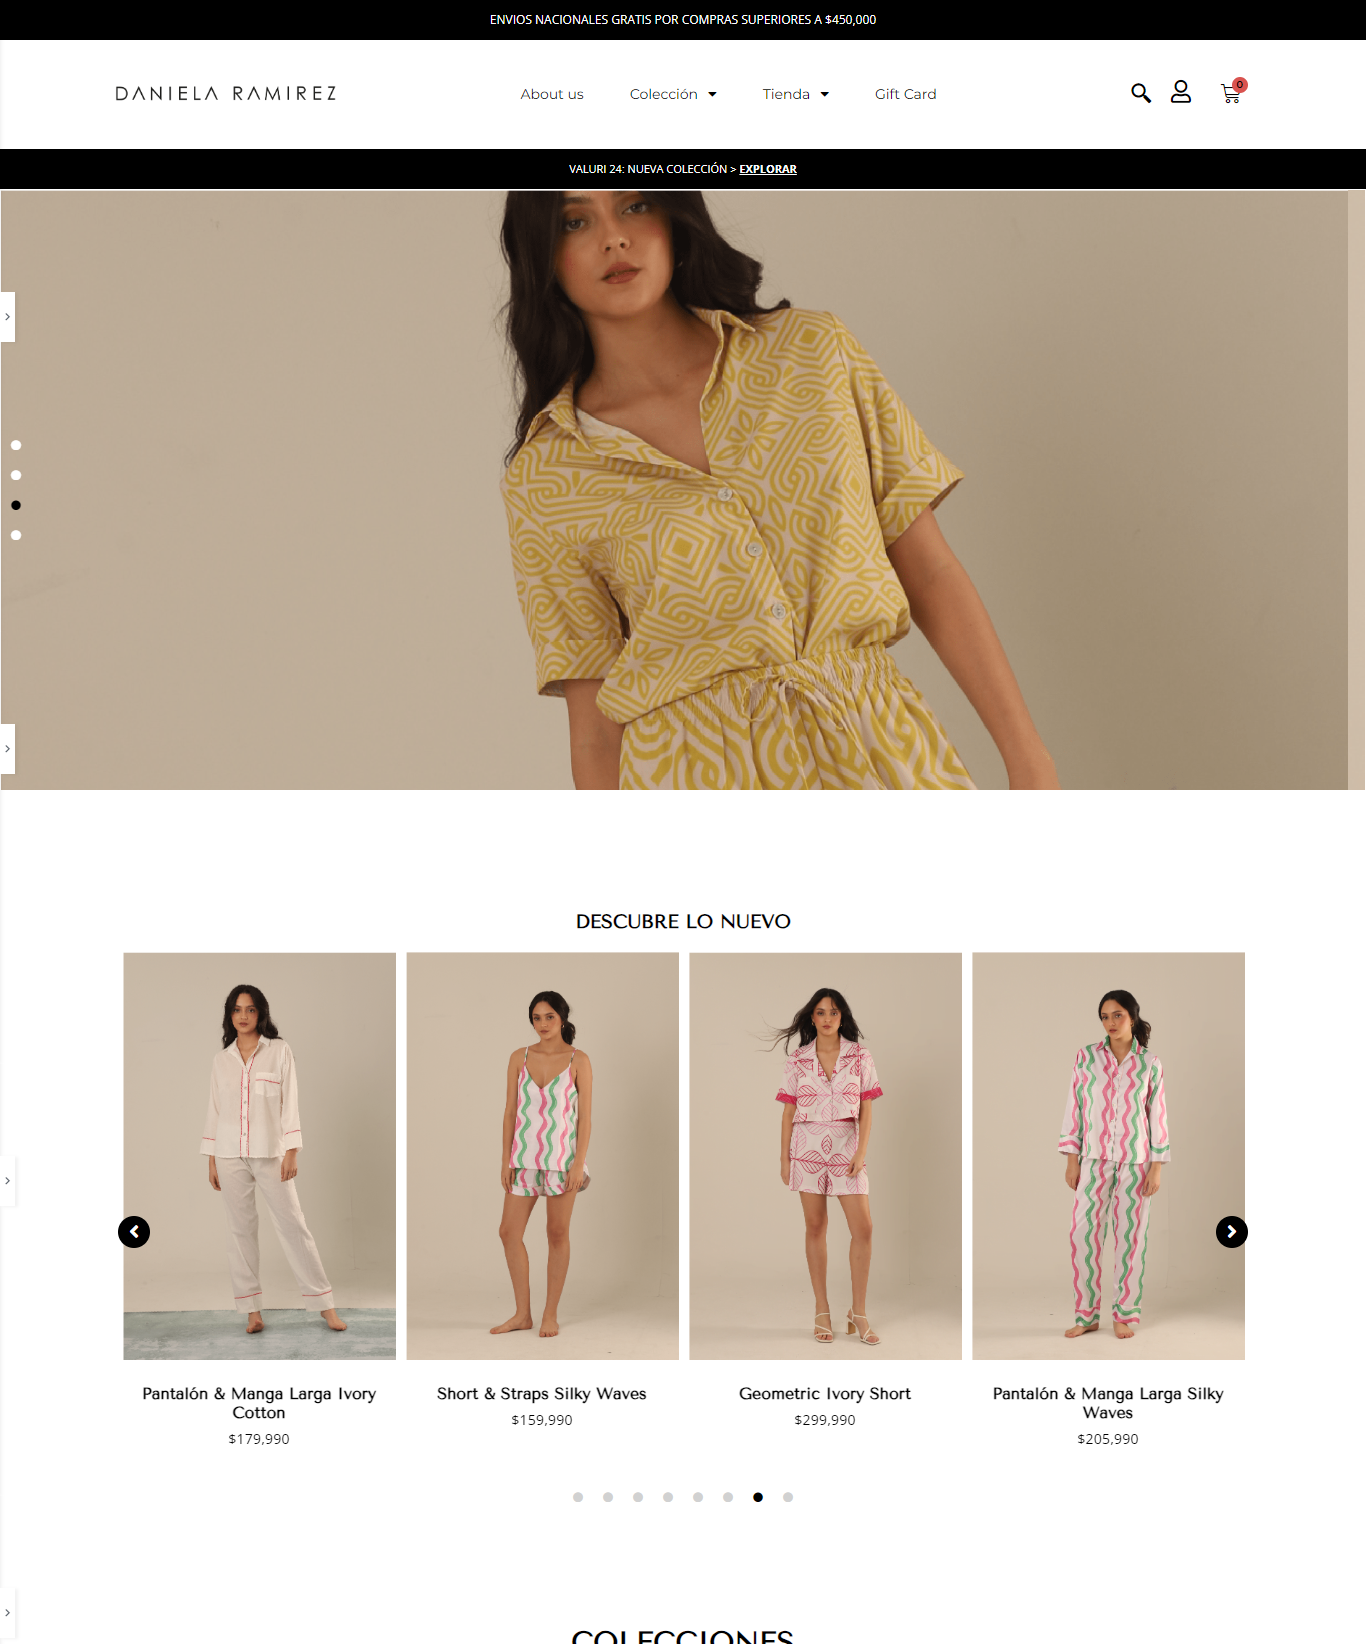 ENVIOS NACIONALES GRATIS POR COMPRAS SUPERIORES A $450,000
DANIELA RAMIREZ
About us
Colección
Tienda
Gift Card
0
VALURI 24: NUEVA COLECCIÓN > EXPLORAR
DESCUBRE LO NUEVO
Pantalón & Manga Larga Ivory
Cotton
$179,990
Short & Straps Silky Waves
$159,990
Geometric Ivory Short
$299,990
Pantalón & Manga Larga Silky
Waves
$205,990
COLECCIONES